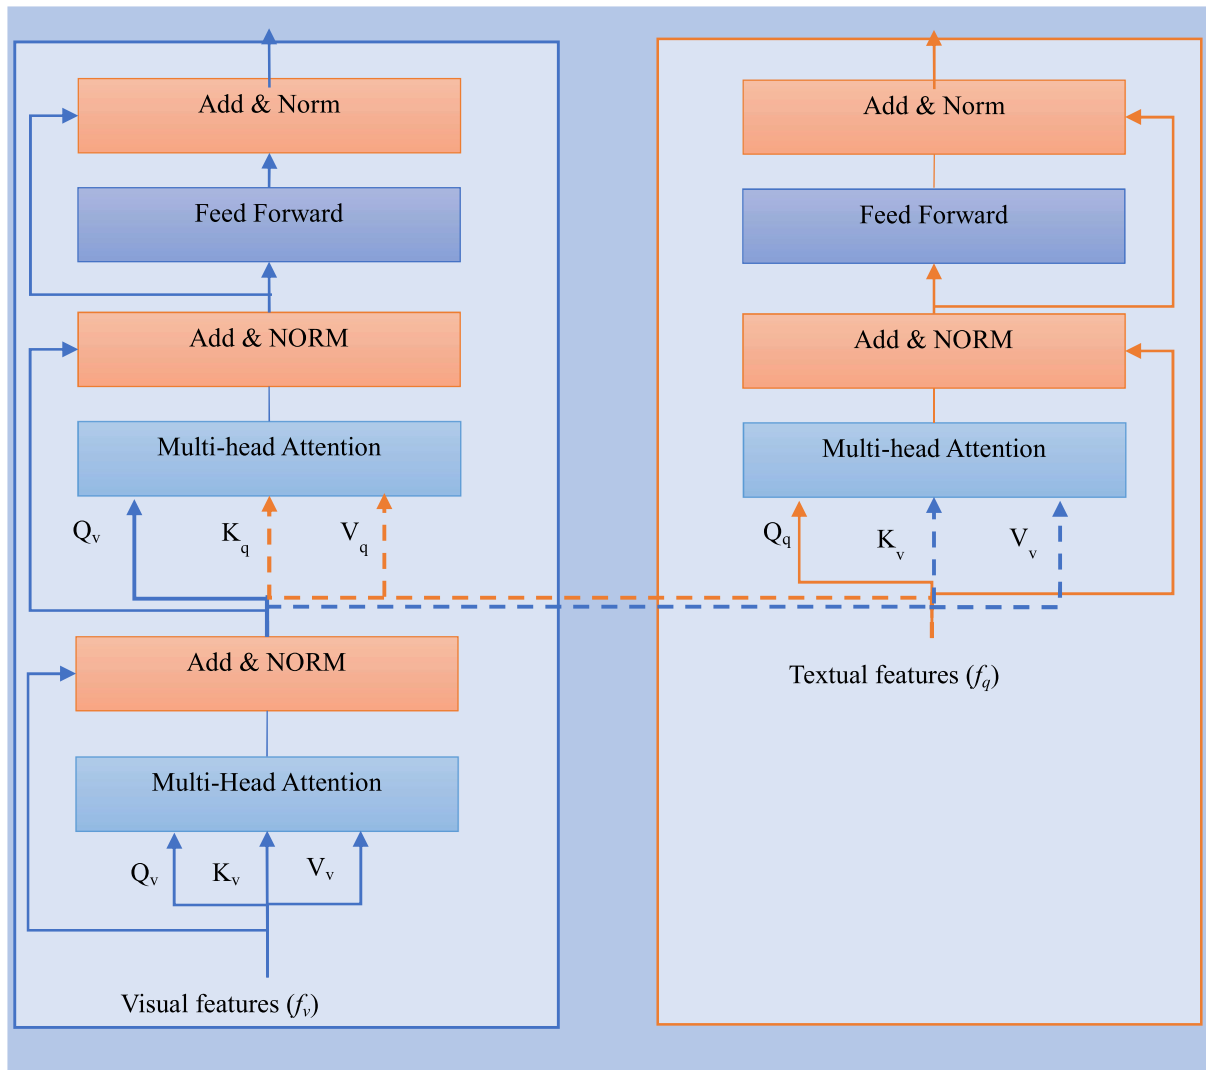 Add & Norm
Feed Forward
Add & NORM
Multi-head Attention
Qv Kq Vq
Add & NORM
Multi-Head Attention
Qv Kv Vv
Visual features (fv)
Add & Norm
Feed Forward
Add & NORM
Multi-head Attention
Qq Kv Vv
Textual features (fq)